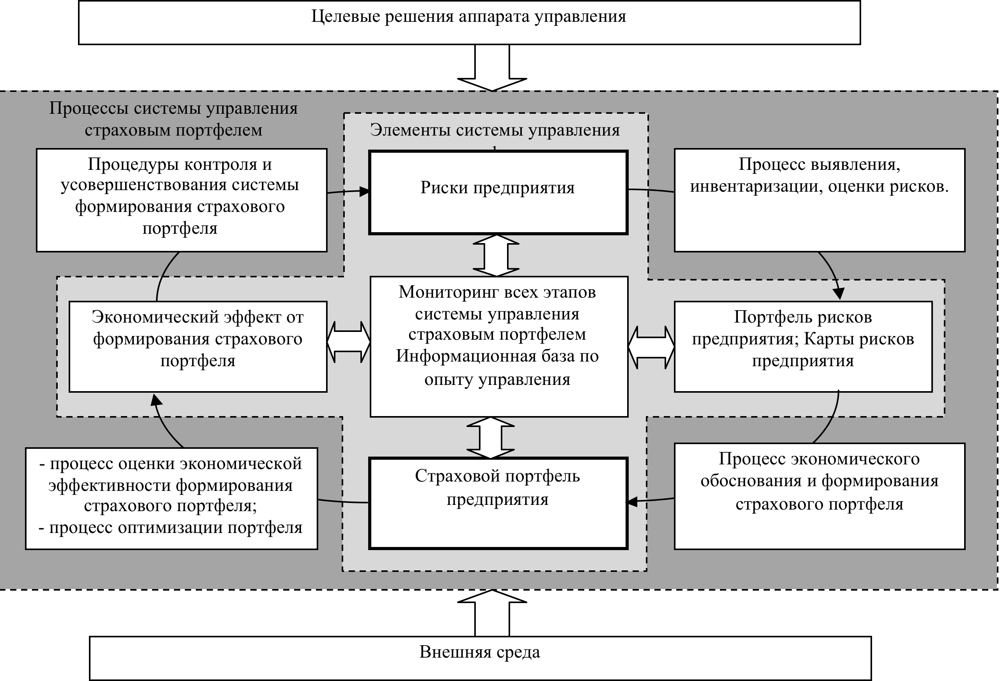 Целевые решения аппарата управления
Процессы системы управления
страховым портфелем
Элементы системы управления
Процедуры контроля и
усовершенствования системы
формирования страхового
портфеля
Риски предприятия
Процесс выявления,
инвентаризации, оценки рисков.
Экономический эффект от
формирования страхового
портфеля
Мониторинг всех этапов
системы управления
страховым портфелем
Информационная база по
опыту управления
Портфель рисков
предприятия; Карты рисков
предприятия
- процесс оценки экономической
эффективности формирования
страхового портфеля;
- процесс оптимизации портфеля
Страховой портфель
предприятия
Процесс экономического
обоснования и формирования
страхового портфеля
Внешняя среда